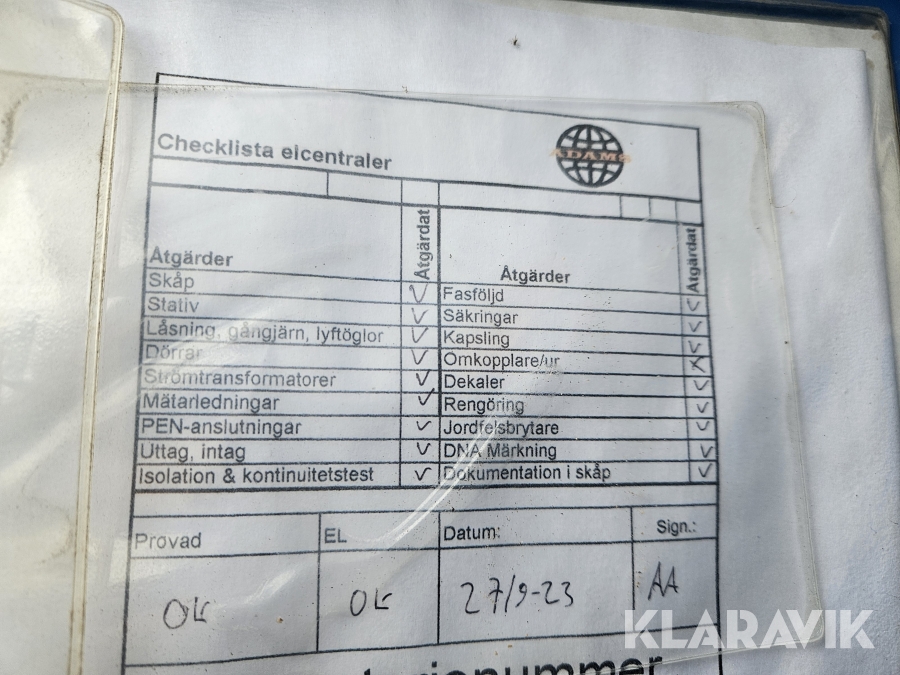 Checklista elcentraler
ADAMS
Åtgärder Åtgärdat Åtgärder Åtgärdat
Skåp ✓ Fasföljd ✓
Stativ ✓ Säkringar ✓
Låsning, gångjärn, lyftöglor ✓ Kapsling ✓
Dörrar ✓ Omkopplare/ur ✓
Strömtransformatorer ✓ Dekaler ✓
Mätarledningar ✓ Rengöring ✓
PEN-anslutningar ✓ Jordfelsbrytare ✓
Uttag, intag ✓ DNA Märkning ✓
Isolation & kontinuitetstest ✓ Dokumentation i skåp ✓
Provad EL Datum: Sign.:
OK OK 27/9-23 AA
KLARAVIK